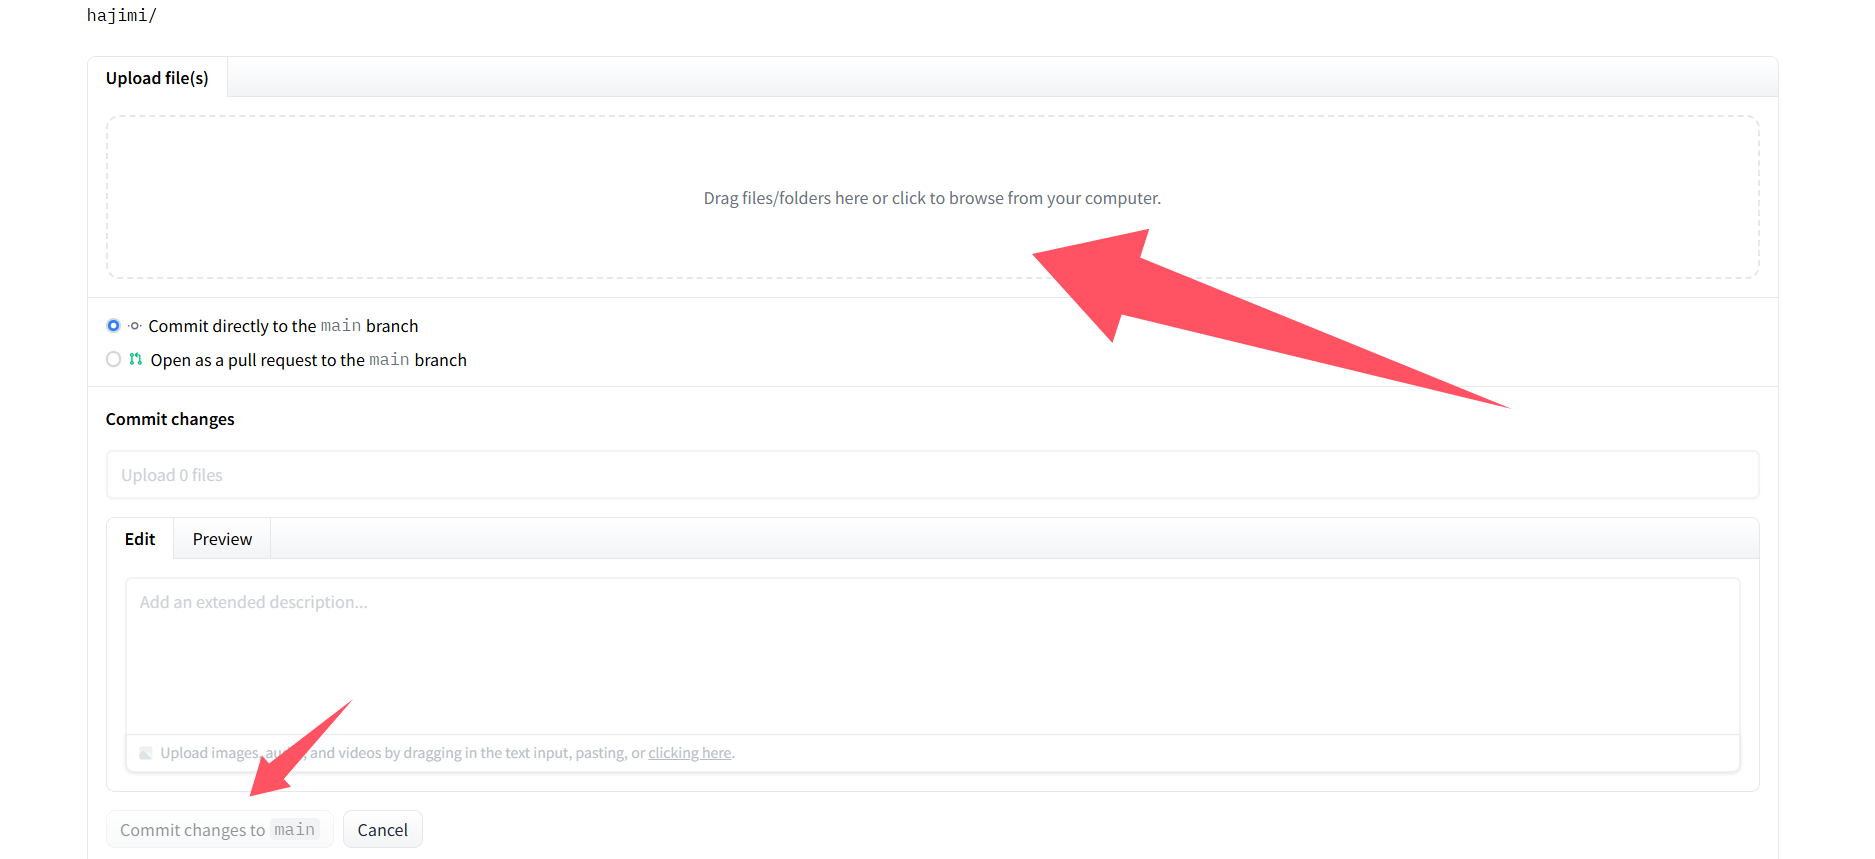 hajimi/
Upload file(s)
Drag files/folders here or click to browse from your computer.
Commit directly to the main branch
Open as a pull request to the main branch
Commit changes
Upload 0 files
Edit Preview
Add an extended description...
Upload images, and videos by dragging in the text input, pasting, or clicking here.
Commit changes to main Cancel